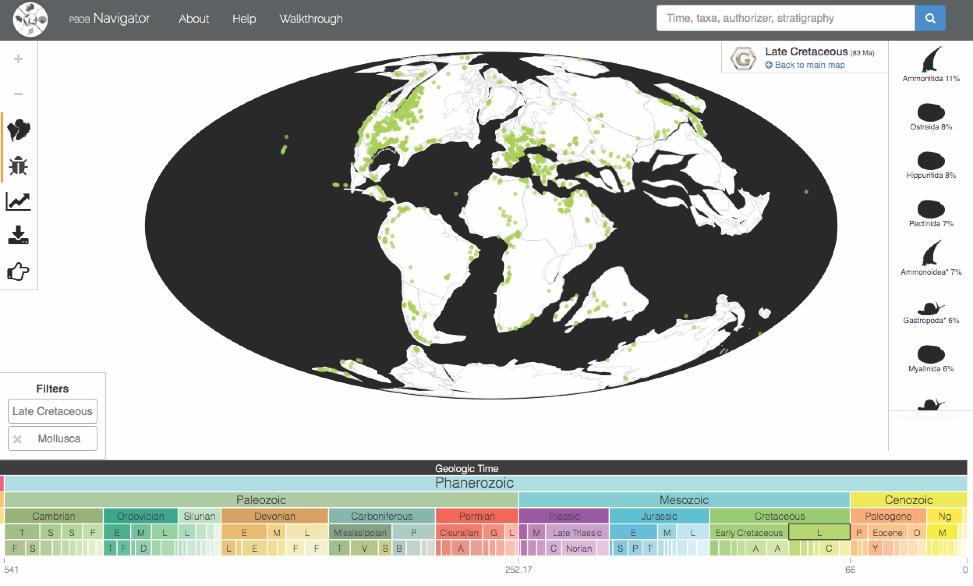 PBDB Navigator About Help Walkthrough
Time, taxa, authorizer, stratigraphy
G
Late Cretaceous (83 Ma)
Back to main map
Ammonitida 11%
Ostreida 8%
Hippuritida 8%
Pectinida 7%
Ammonoidea* 7%
Gastropoda* 6%
Myalinida 6%
Filters
Late Cretaceous
Mollusca
Geologic Time
Phanerozoic
Paleozoic Mesozoic Cenozoic
Cambrian Ordovician Silurian Devonian Carboniferous Permian Triassic Jurassic Cretaceous Paleogene Ng
T S S F E M L L E M L Mississippian P Cisuralian G L M Late Triassic E M L Early Cretaceous L P Eocene O M
F S T F D L E F F T V S B A C Norian S P T A A C Y
541 252.17 66 0